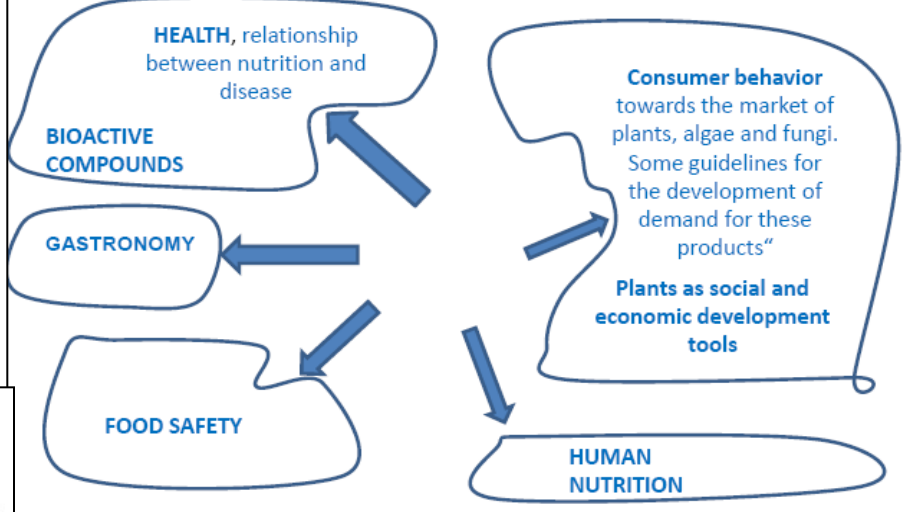 HEALTH, relationship
between nutrition and
disease
BIOACTIVE
COMPOUNDS
GASTRONOMY
FOOD SAFETY
Consumer behavior
towards the market of
plants, algae and fungi.
Some guidelines for
the development of
demand for these
products“
Plants as social and
economic development
tools
HUMAN
NUTRITION